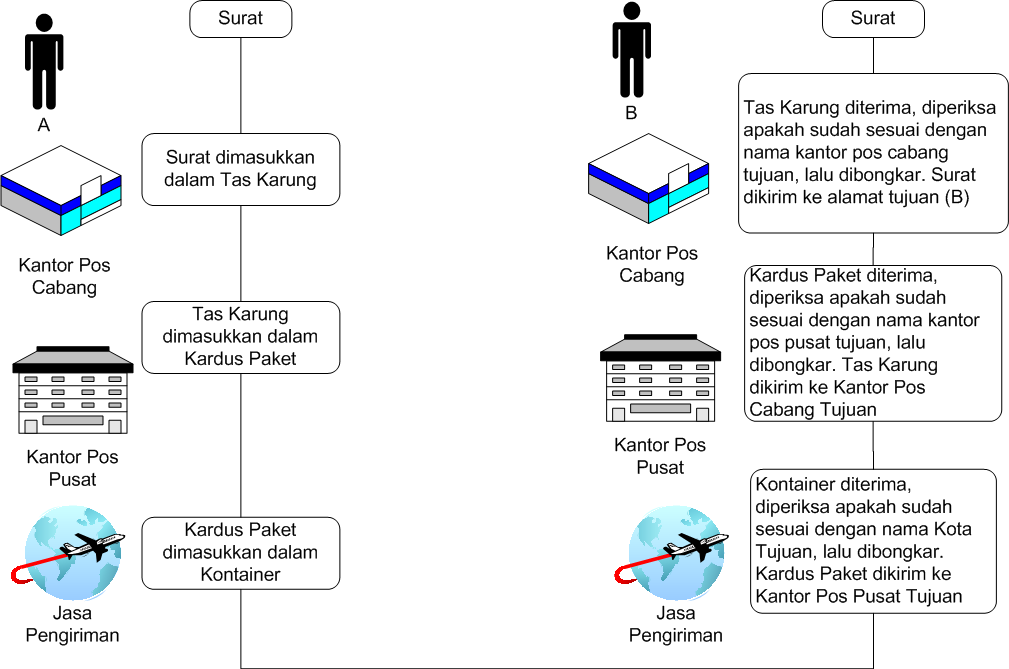 Surat
A
Surat dimasukkan
dalam Tas Karung
Kantor Pos
Cabang
Tas Karung
dimasukkan dalam
Kardus Paket
Kantor Pos
Pusat
Kardus Paket
dimasukkan dalam
Kontainer
Jasa
Pengiriman
Surat
B
Tas Karung diterima, diperiksa
apakah sudah sesuai dengan
nama kantor pos cabang
tujuan, lalu dibongkar. Surat
dikirim ke alamat tujuan (B)
Kantor Pos
Cabang
Kardus Paket diterima,
diperiksa apakah sudah
sesuai dengan nama kantor
pos pusat tujuan, lalu
dibongkar. Tas Karung
dikirim ke Kantor Pos
Cabang Tujuan
Kantor Pos
Pusat
Kontainer diterima,
diperiksa apakah sudah
sesuai dengan nama Kota
Tujuan, lalu dibongkar.
Kardus Paket dikirim ke
Kantor Pos Pusat Tujuan
Jasa
Pengiriman